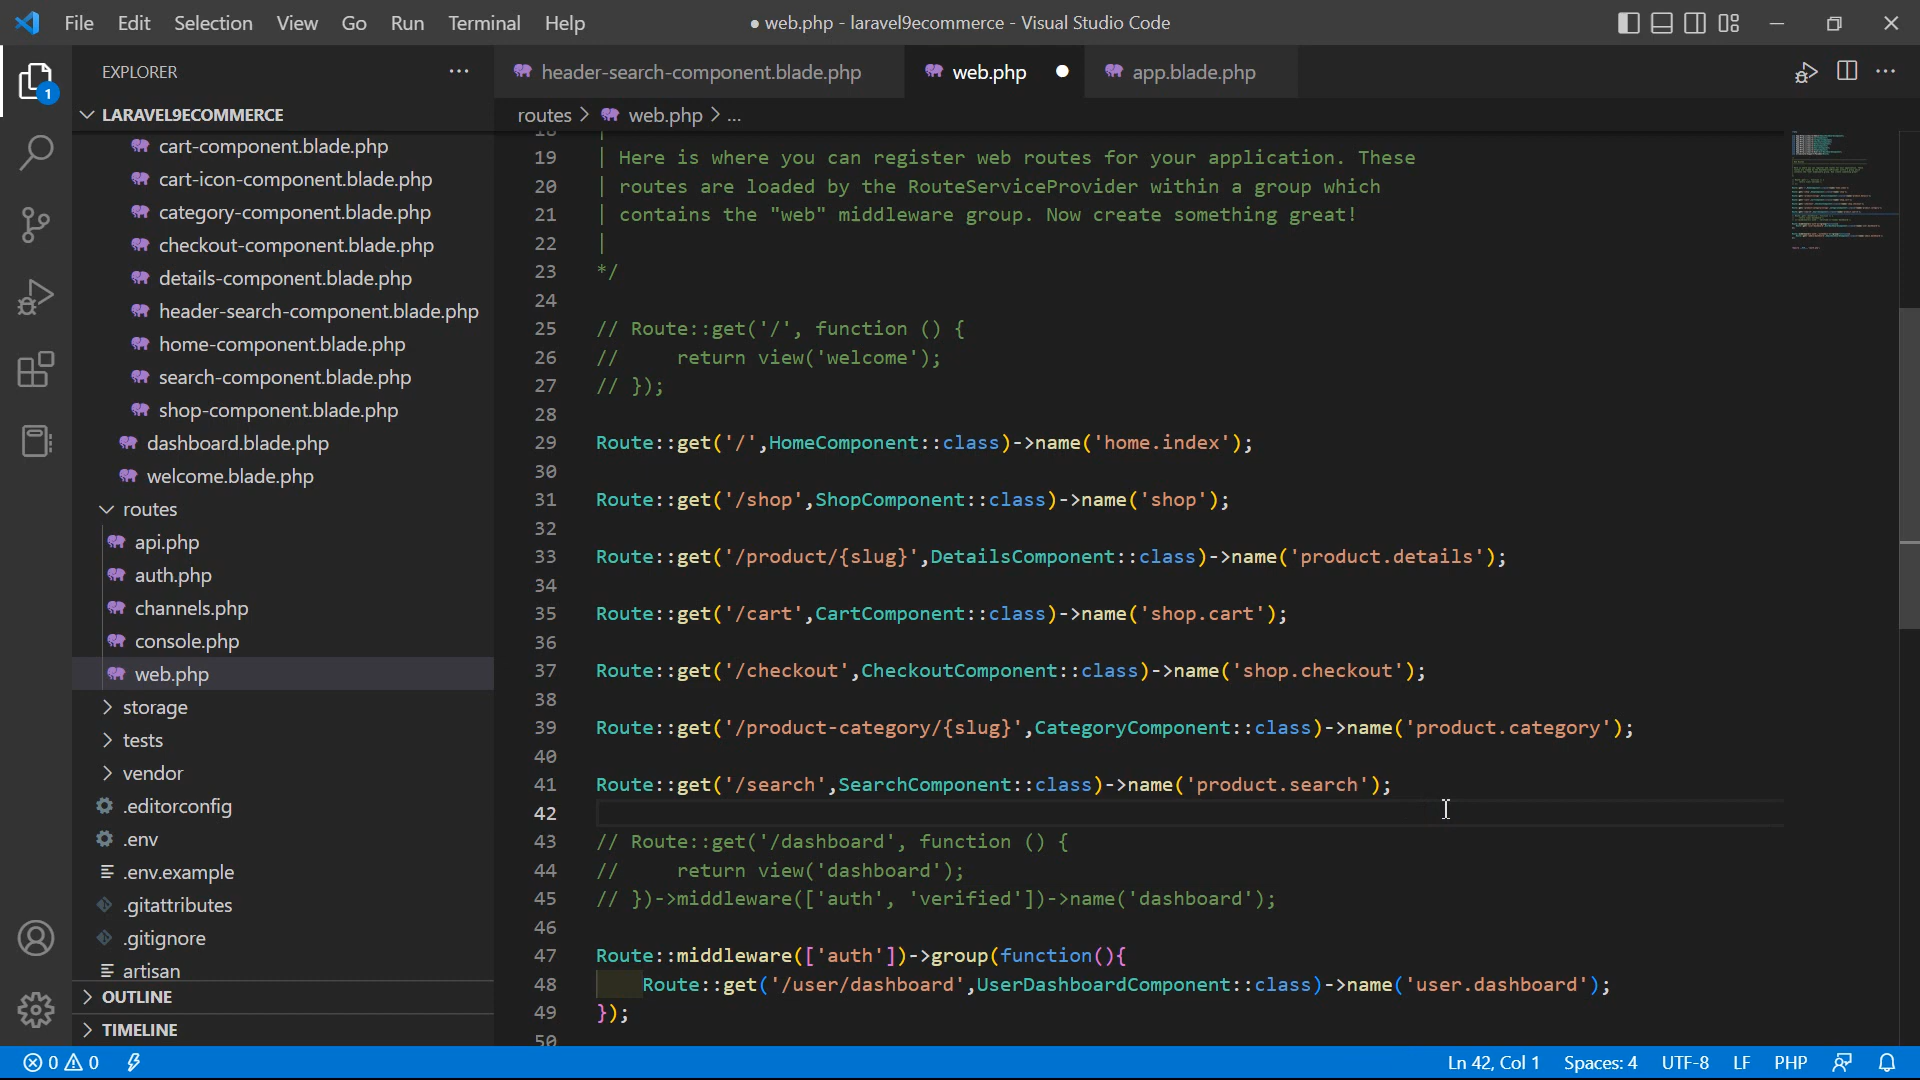 File Edit Selection View Go Run Terminal Help
● web.php - laravel9ecommerce - Visual Studio Code
EXPLORER
header-search-component.blade.php
web.php
app.blade.php
1
LARAVEL9ECOMMERCE
routes > web.php > ...
cart-component.blade.php
cart-icon-component.blade.php
category-component.blade.php
checkout-component.blade.php
details-component.blade.php
header-search-component.blade.php
home-component.blade.php
search-component.blade.php
shop-component.blade.php
dashboard.blade.php
welcome.blade.php
routes
api.php
auth.php
channels.php
console.php
web.php
storage
tests
vendor
.editorconfig
.env
.env.example
.gitattributes
.gitignore
artisan
OUTLINE
TIMELINE
18 |
19 | Here is where you can register web routes for your application. These
20 | routes are loaded by the RouteServiceProvider within a group which
21 | contains the "web" middleware group. Now create something great!
22 |
23 */
24
25 // Route::get('/', function () {
26 //     return view('welcome');
27 // });
28
29 Route::get('/',HomeComponent::class)->name('home.index');
30
31 Route::get('/shop',ShopComponent::class)->name('shop');
32
33 Route::get('/product/{slug}',DetailsComponent::class)->name('product.details');
34
35 Route::get('/cart',CartComponent::class)->name('shop.cart');
36
37 Route::get('/checkout',CheckoutComponent::class)->name('shop.checkout');
38
39 Route::get('/product-category/{slug}',CategoryComponent::class)->name('product.category');
40
41 Route::get('/search',SearchComponent::class)->name('product.search');
42
43 // Route::get('/dashboard', function () {
44 //     return view('dashboard');
45 // })->middleware(['auth', 'verified'])->name('dashboard');
46
47 Route::middleware(['auth'])->group(function(){
48     Route::get('/user/dashboard',UserDashboardComponent::class)->name('user.dashboard');
49 });
50
0 0
Ln 42, Col 1 Spaces: 4 UTF-8 LF PHP